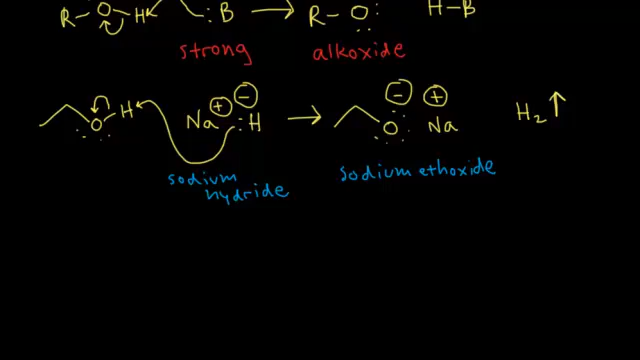 R-O-H :B → R-O: H-B
strong alkoxide
O H Na+ - :H → O - + Na H2↑
sodium hydride sodium ethoxide